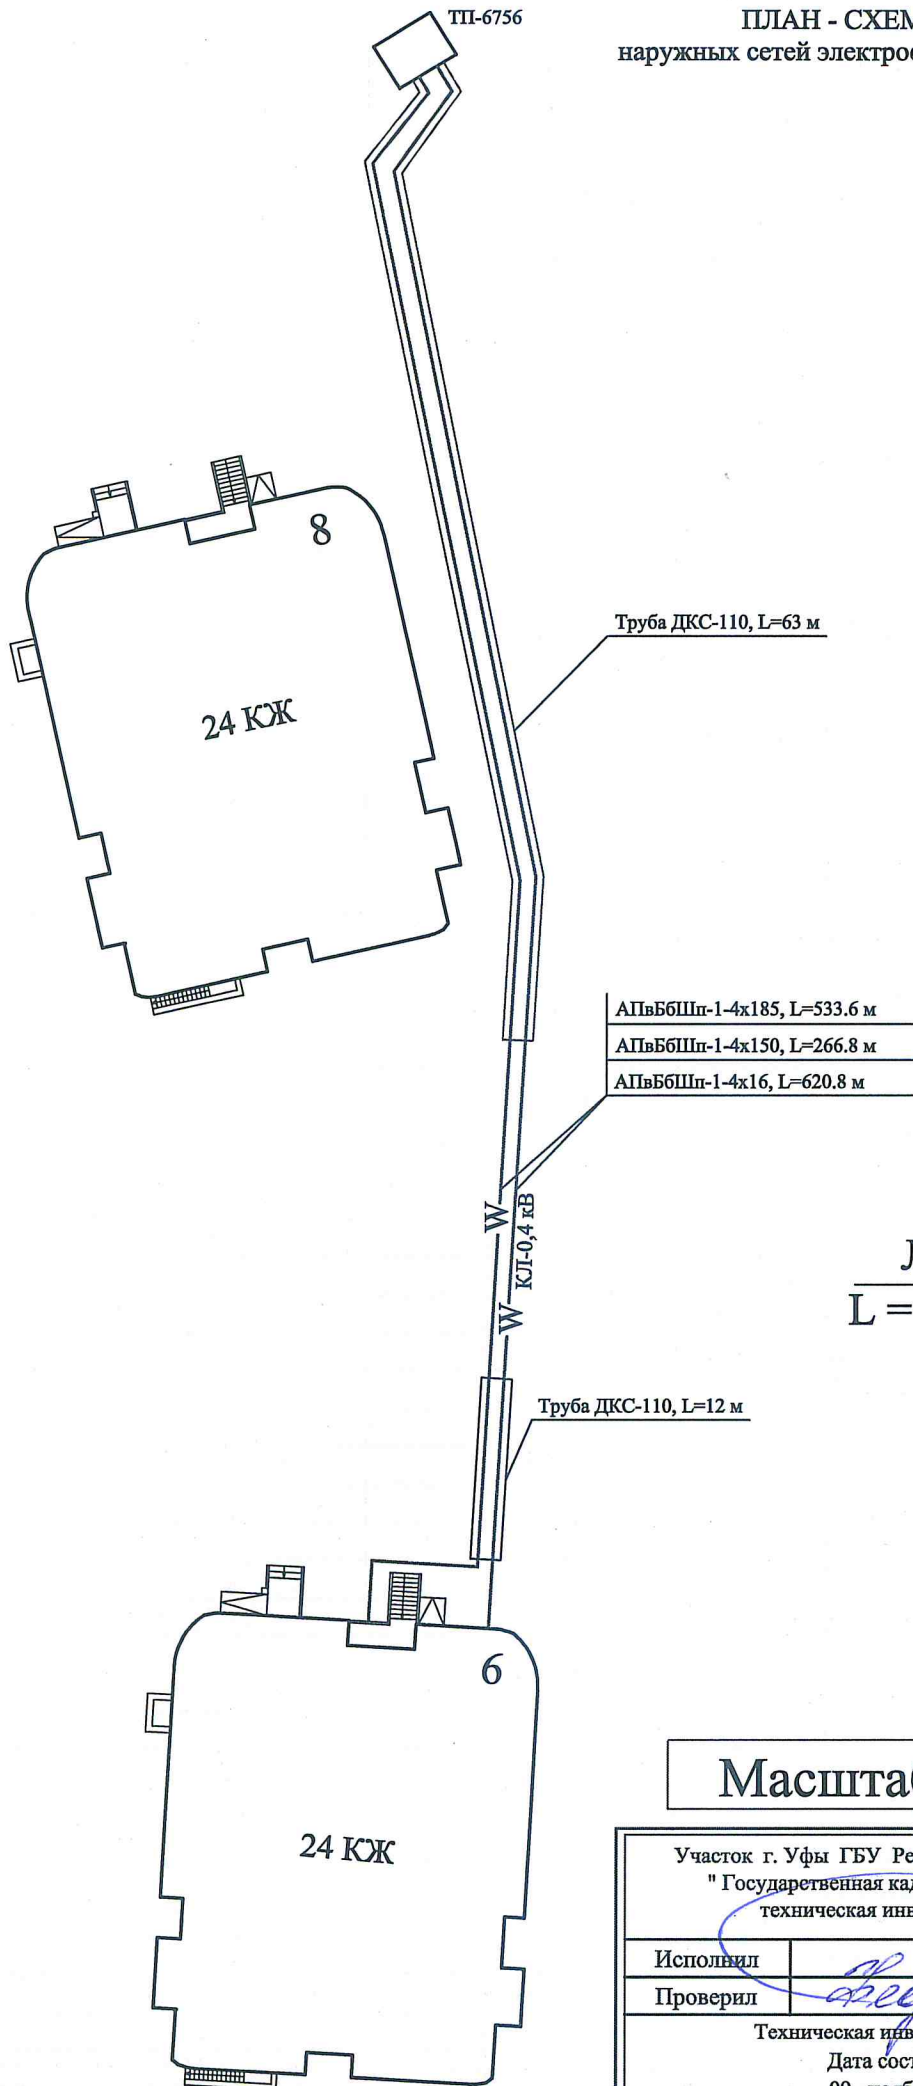 ТП-6756
ПЛАН - СХЕМ
наружных сетей электро
8
Труба ДКС-110, L=63 м
24 КЖ
АПвБбШп-1-4х185, L=533.6 м
АПвБбШп-1-4х150, L=266.8 м
АПвБбШп-1-4х16, L=620.8 м
W
КЛ-0,4 кВ
W
L =
Труба ДКС-110, L=12 м
6
24 КЖ
Масшта
Участок г. Уфы ГБУ Ре
" Государственная ка
техническая инв
Исполнил
Проверил
Техническая инв
Дата сост